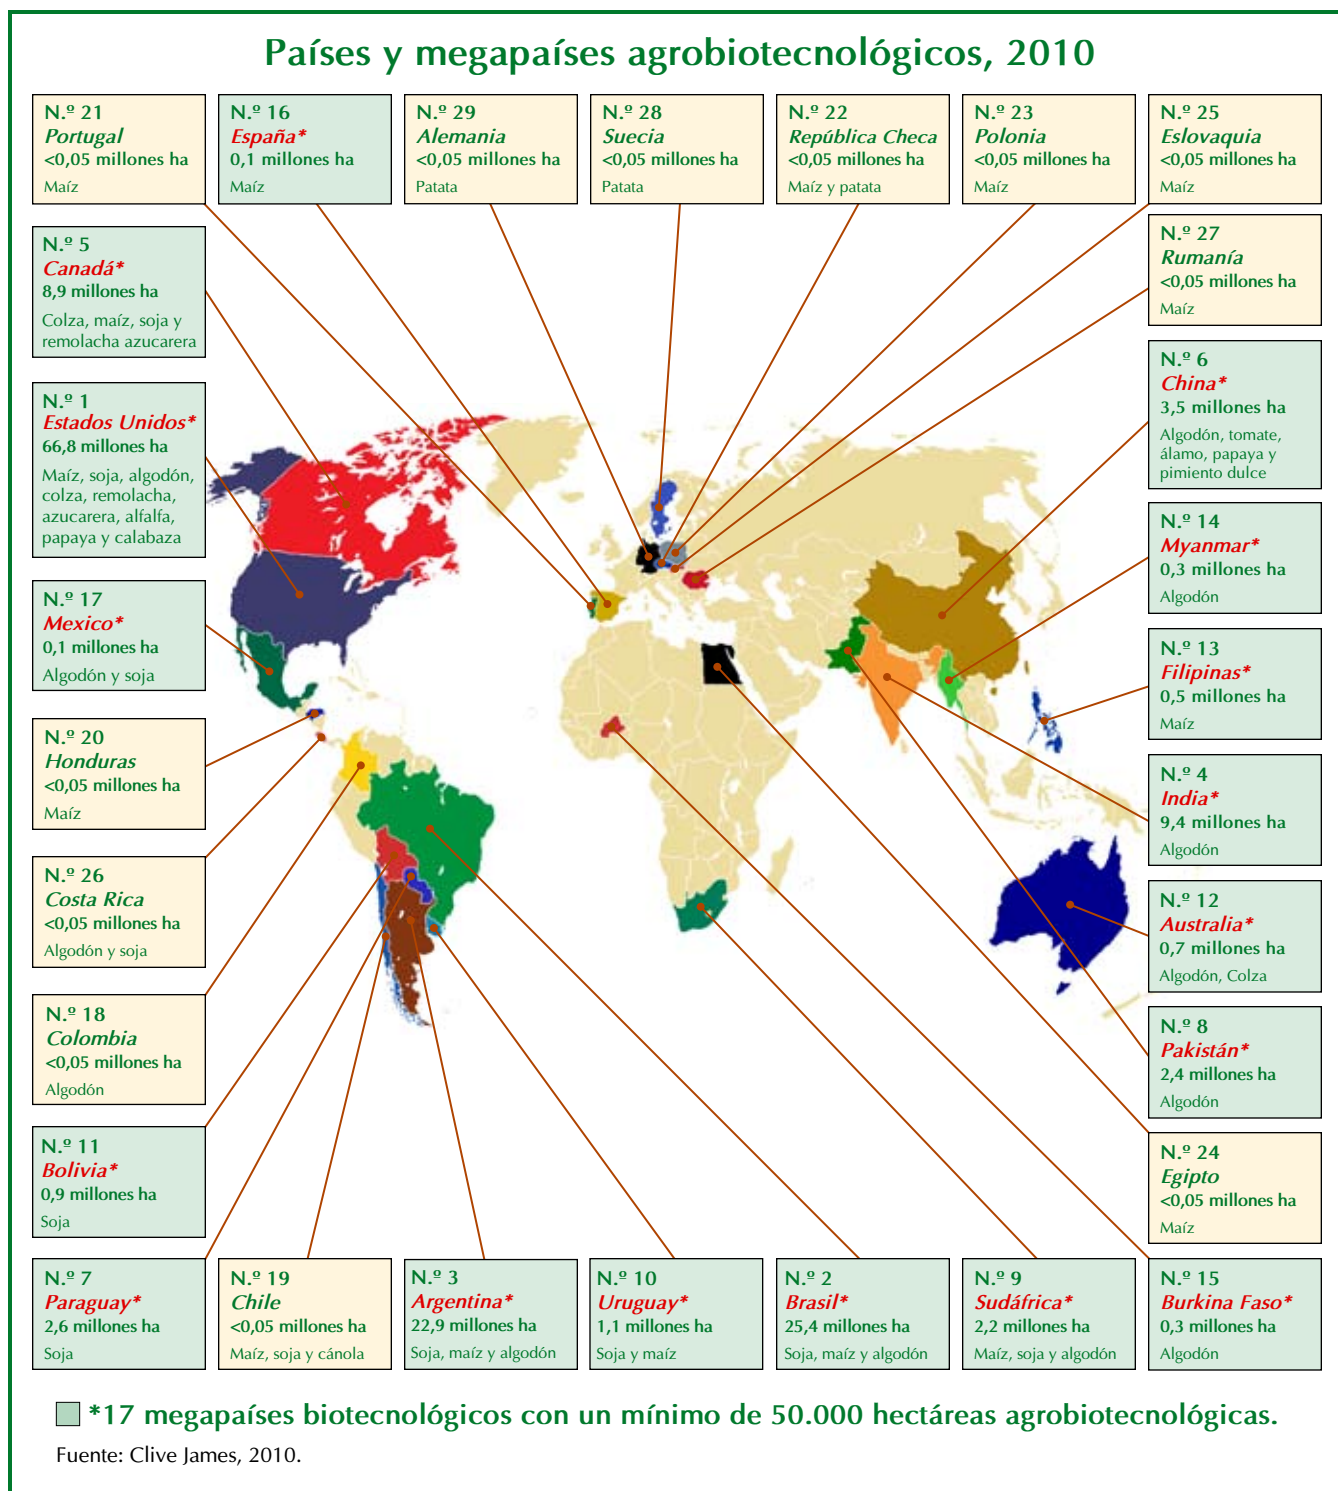 Países y megapaíses agrobiotecnológicos, 2010
N.º 21
Portugal
<0,05 millones ha
Maíz
N.º 16
España*
0,1 millones ha
Maíz
N.º 29
Alemania
<0,05 millones ha
Patata
N.º 28
Suecia
<0,05 millones ha
Patata
N.º 22
República Checa
<0,05 millones ha
Maíz y patata
N.º 23
Polonia
<0,05 millones ha
Maíz
N.º 25
Eslovaquia
<0,05 millones ha
Maíz
N.º 5
Canadá*
8,9 millones ha
Colza, maíz, soja y
remolacha azucarera
N.º 27
Rumanía
<0,05 millones ha
Maíz
N.º 1
Estados Unidos*
66,8 millones ha
Maíz, soja, algodón,
colza, remolacha,
azucarera, alfalfa,
papaya y calabaza
N.º 6
China*
3,5 millones ha
Algodón, tomate,
álamo, papaya y
pimiento dulce
N.º 14
Myanmar*
0,3 millones ha
Algodón
N.º 17
Mexico*
0,1 millones ha
Algodón y soja
N.º 13
Filipinas*
0,5 millones ha
Maíz
N.º 20
Honduras
<0,05 millones ha
Maíz
N.º 4
India*
9,4 millones ha
Algodón
N.º 26
Costa Rica
<0,05 millones ha
Algodón y soja
N.º 12
Australia*
0,7 millones ha
Algodón, Colza
N.º 18
Colombia
<0,05 millones ha
Algodón
N.º 8
Pakistán*
2,4 millones ha
Algodón
N.º 11
Bolivia*
0,9 millones ha
Soja
N.º 24
Egipto
<0,05 millones ha
Maíz
N.º 7
Paraguay*
2,6 millones ha
Soja
N.º 19
Chile
<0,05 millones ha
Maíz, soja y cánola
N.º 3
Argentina*
22,9 millones ha
Soja, maíz y algodón
N.º 10
Uruguay*
1,1 millones ha
Soja y maíz
N.º 2
Brasil*
25,4 millones ha
Soja, maíz y algodón
N.º 9
Sudáfrica*
2,2 millones ha
Maíz, soja y algodón
N.º 15
Burkina Faso*
0,3 millones ha
Algodón
*17 megapaíses biotecnológicos con un mínimo de 50.000 hectáreas agrobiotecnológicas.
Fuente: Clive James, 2010.